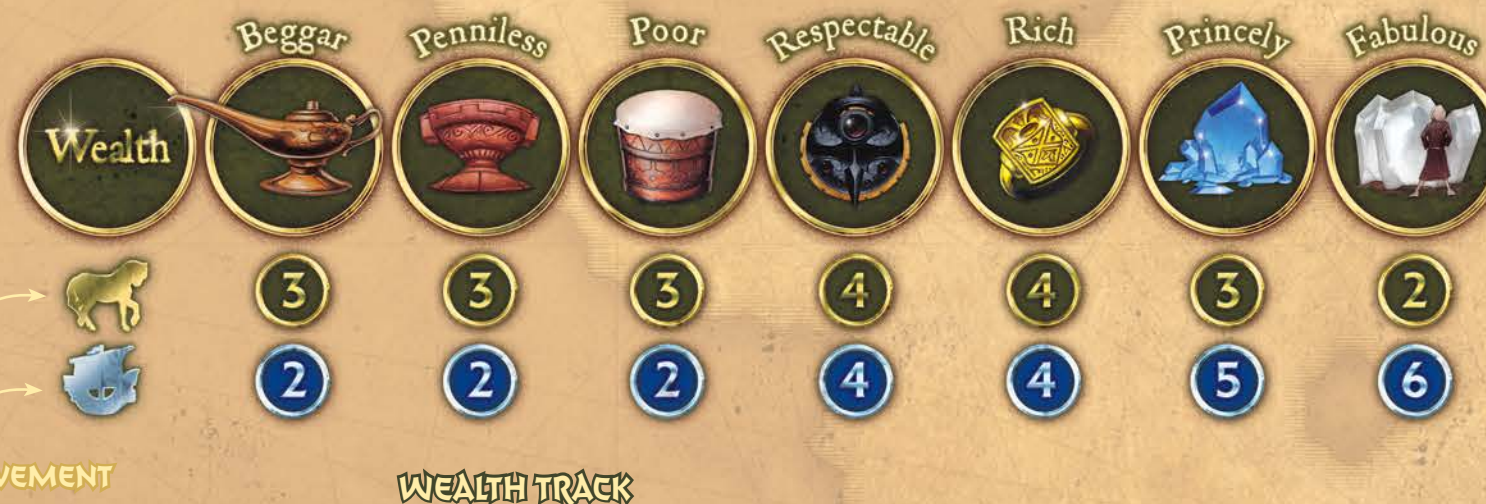 Beggar Penniless Poor Respectable Rich Princely Fabulous
Wealth
3 3 3 4 4 3 2
2 2 2 4 4 5 6
VEMENT WEALTH TRACK